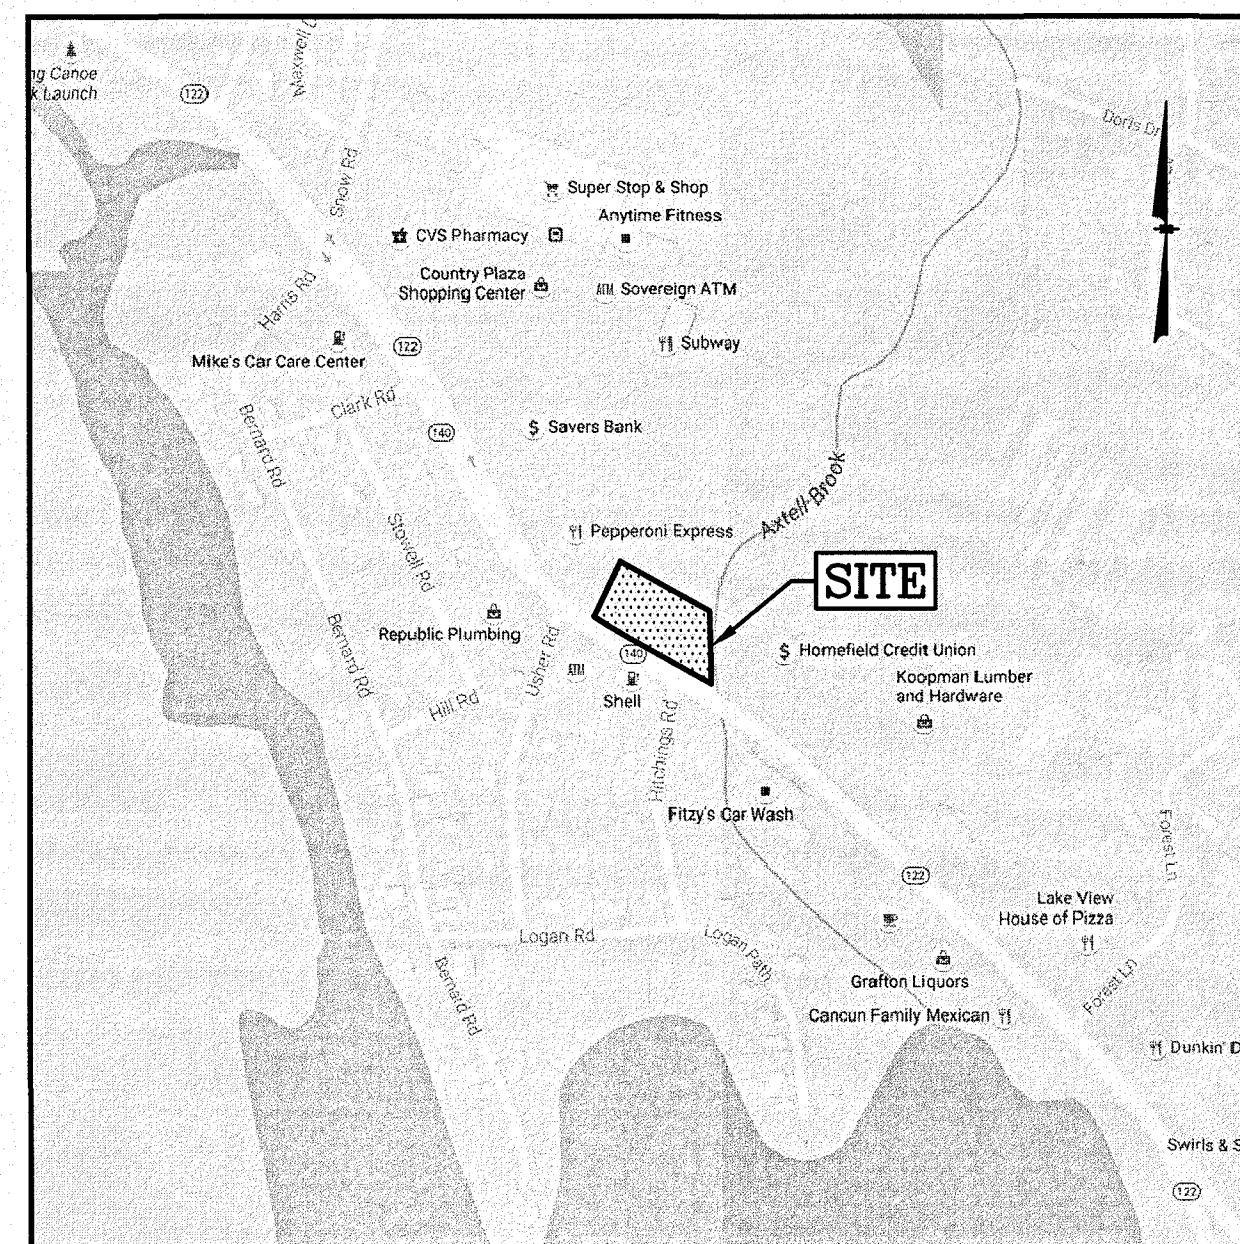 ng Canoe
k Launch
122
Maxwell
Doris Dr
Snow Rd
Super Stop & Shop
Anytime Fitness
CVS Pharmacy
Country Plaza
Shopping Center
ATM Sovereign ATM
Harris Rd
Subway
122
Mike's Car Care Center
Clark Rd
Bernard Rd
140
$ Savers Bank
Axtell Brook
Stowell Rd
Pepperoni Express
SITE
Republic Plumbing
Bernard Rd
Usher Rd
140
$ Homefield Credit Union
ATM
Koopman Lumber
and Hardware
Shell
Hill Rd
Hitchings Rd
Fitzy's Car Wash
Forest Ln
122
Lake View
House of Pizza
Logan Rd
Logan Path
Grafton Liquors
Forest Ln
Bernard Rd
Cancun Family Mexican
Dunkin' D
Swirls & S
122